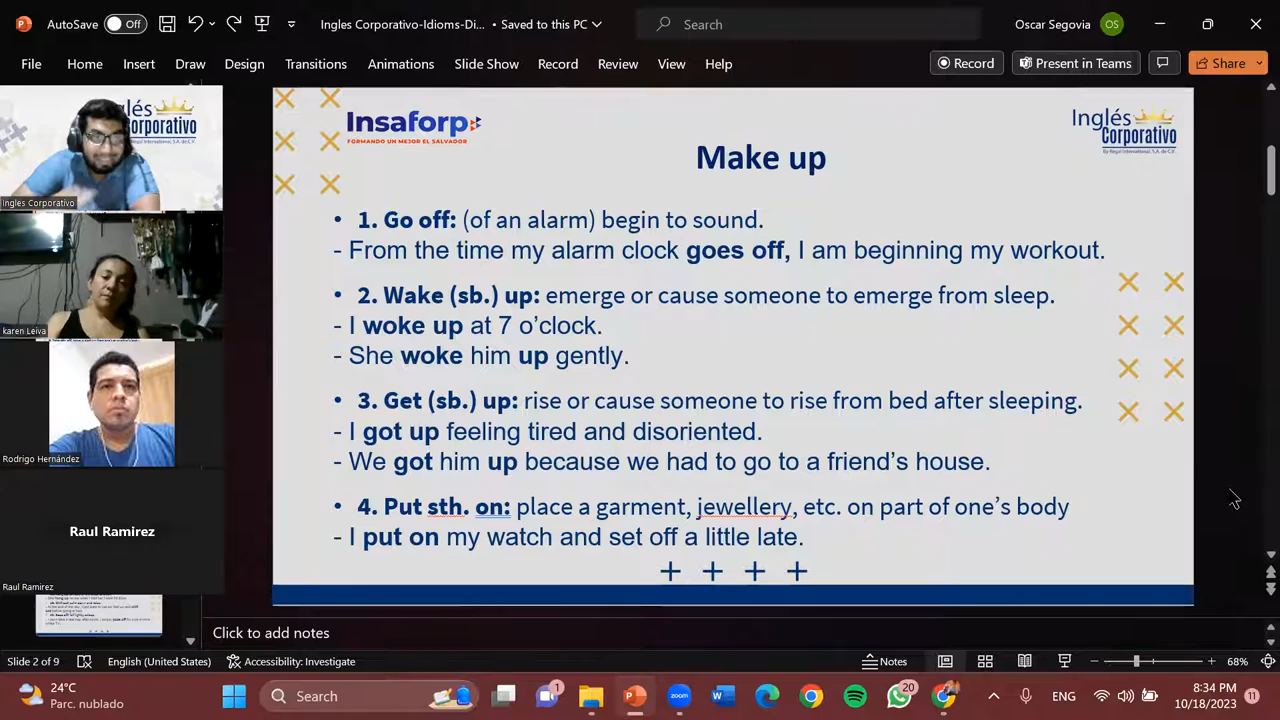 AutoSave Off Ingles Corporativo-Idioms-Di... • Saved to this PC Search Oscar Segovia OS
File Home Insert Draw Design Transitions Animations Slide Show Record Review View Help Record Present in Teams Share
Inglés
Corporativo
Ingles Corporativo
karen Leiva
Rodrigo Hernández
Raul Ramirez
Raul Ramirez
Insaforp
FORMANDO UN MEJOR EL SALVADOR
Inglés
Corporativo
By Regal International, S.A. de C.V.
Make up
• 1. Go off: (of an alarm) begin to sound.
- From the time my alarm clock goes off, I am beginning my workout.
• 2. Wake (sb.) up: emerge or cause someone to emerge from sleep.
- I woke up at 7 o’clock.
- She woke him up gently.
• 3. Get (sb.) up: rise or cause someone to rise from bed after sleeping.
- I got up feeling tired and disoriented.
- We got him up because we had to go to a friend’s house.
• 4. Put sth. on: place a garment, jewellery, etc. on part of one’s body
- I put on my watch and set off a little late.
Click to add notes
Slide 2 of 9 English (United States) Accessibility: Investigate Notes 68%
24°C
Parc. nublado
Search
1
20
ENG
8:34 PM
10/18/2023
11